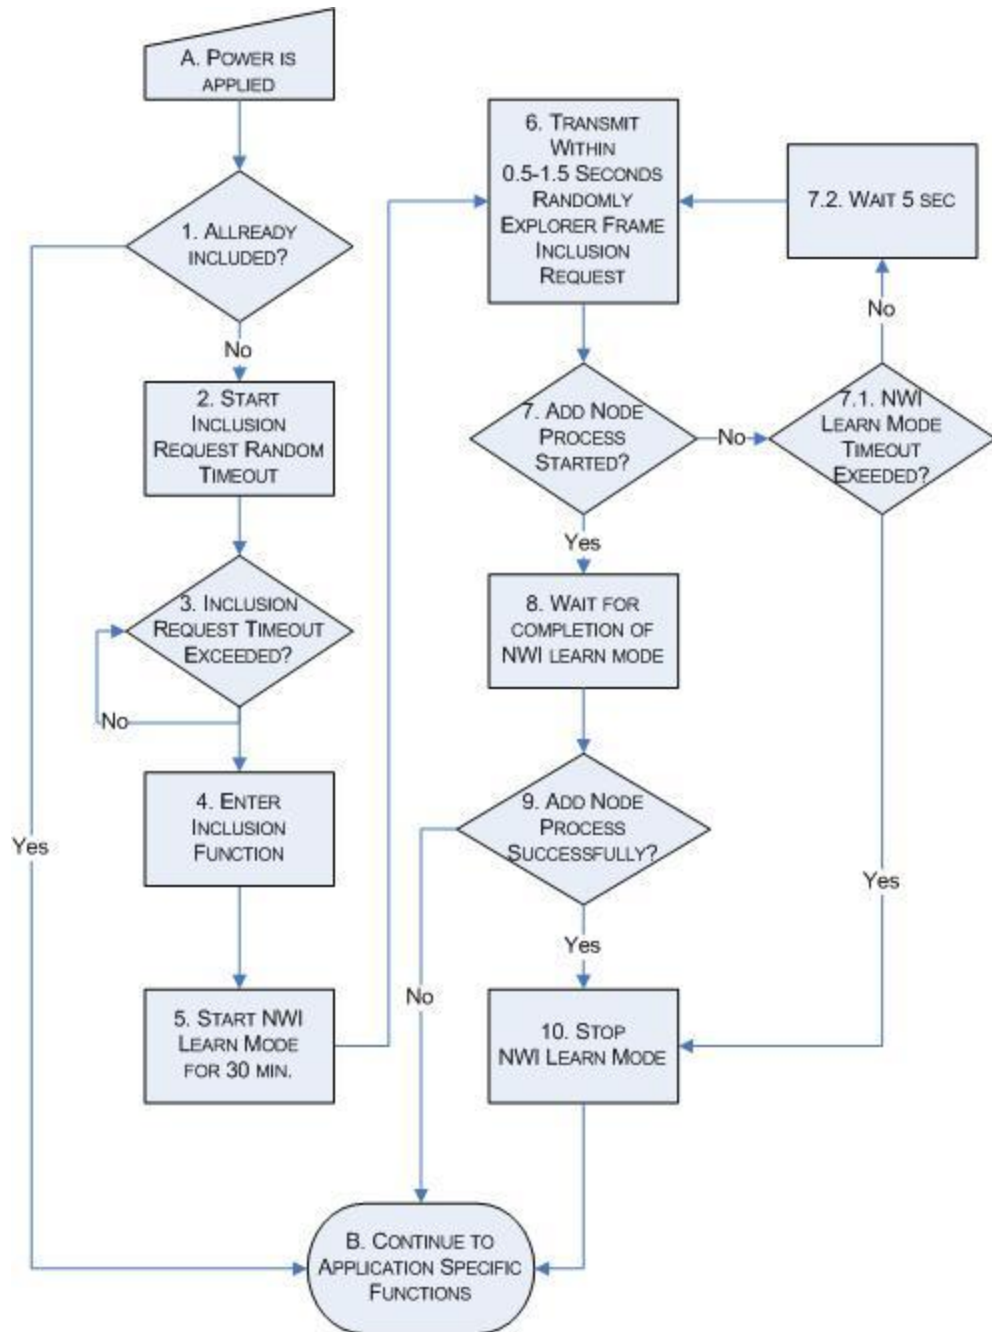 A. POWER IS
APPLIED
1. ALLREADY
INCLUDED?
No
2. START
INCLUSION
REQUEST RANDOM
TIMEOUT
3. INCLUSION
REQUEST TIMEOUT
EXCEEDED?
No
4. ENTER
INCLUSION
FUNCTION
Yes
5. START NWI
LEARN MODE
FOR 30 MIN.
6. TRANSMIT
WITHIN
0.5-1.5 SECONDS
RANDOMLY
EXPLORER FRAME
INCLUSION
REQUEST
7.2. WAIT 5 SEC
No
7. ADD NODE
PROCESS
STARTED?
No
7.1. NWI
LEARN MODE
TIMEOUT
EXEEDED?
Yes
8. WAIT FOR
COMPLETION OF
NWI LEARN MODE
9. ADD NODE
PROCESS
SUCCESSFULLY?
Yes
Yes
No
10. STOP
NWI LEARN MODE
B. CONTINUE TO
APPLICATION SPECIFIC
FUNCTIONS